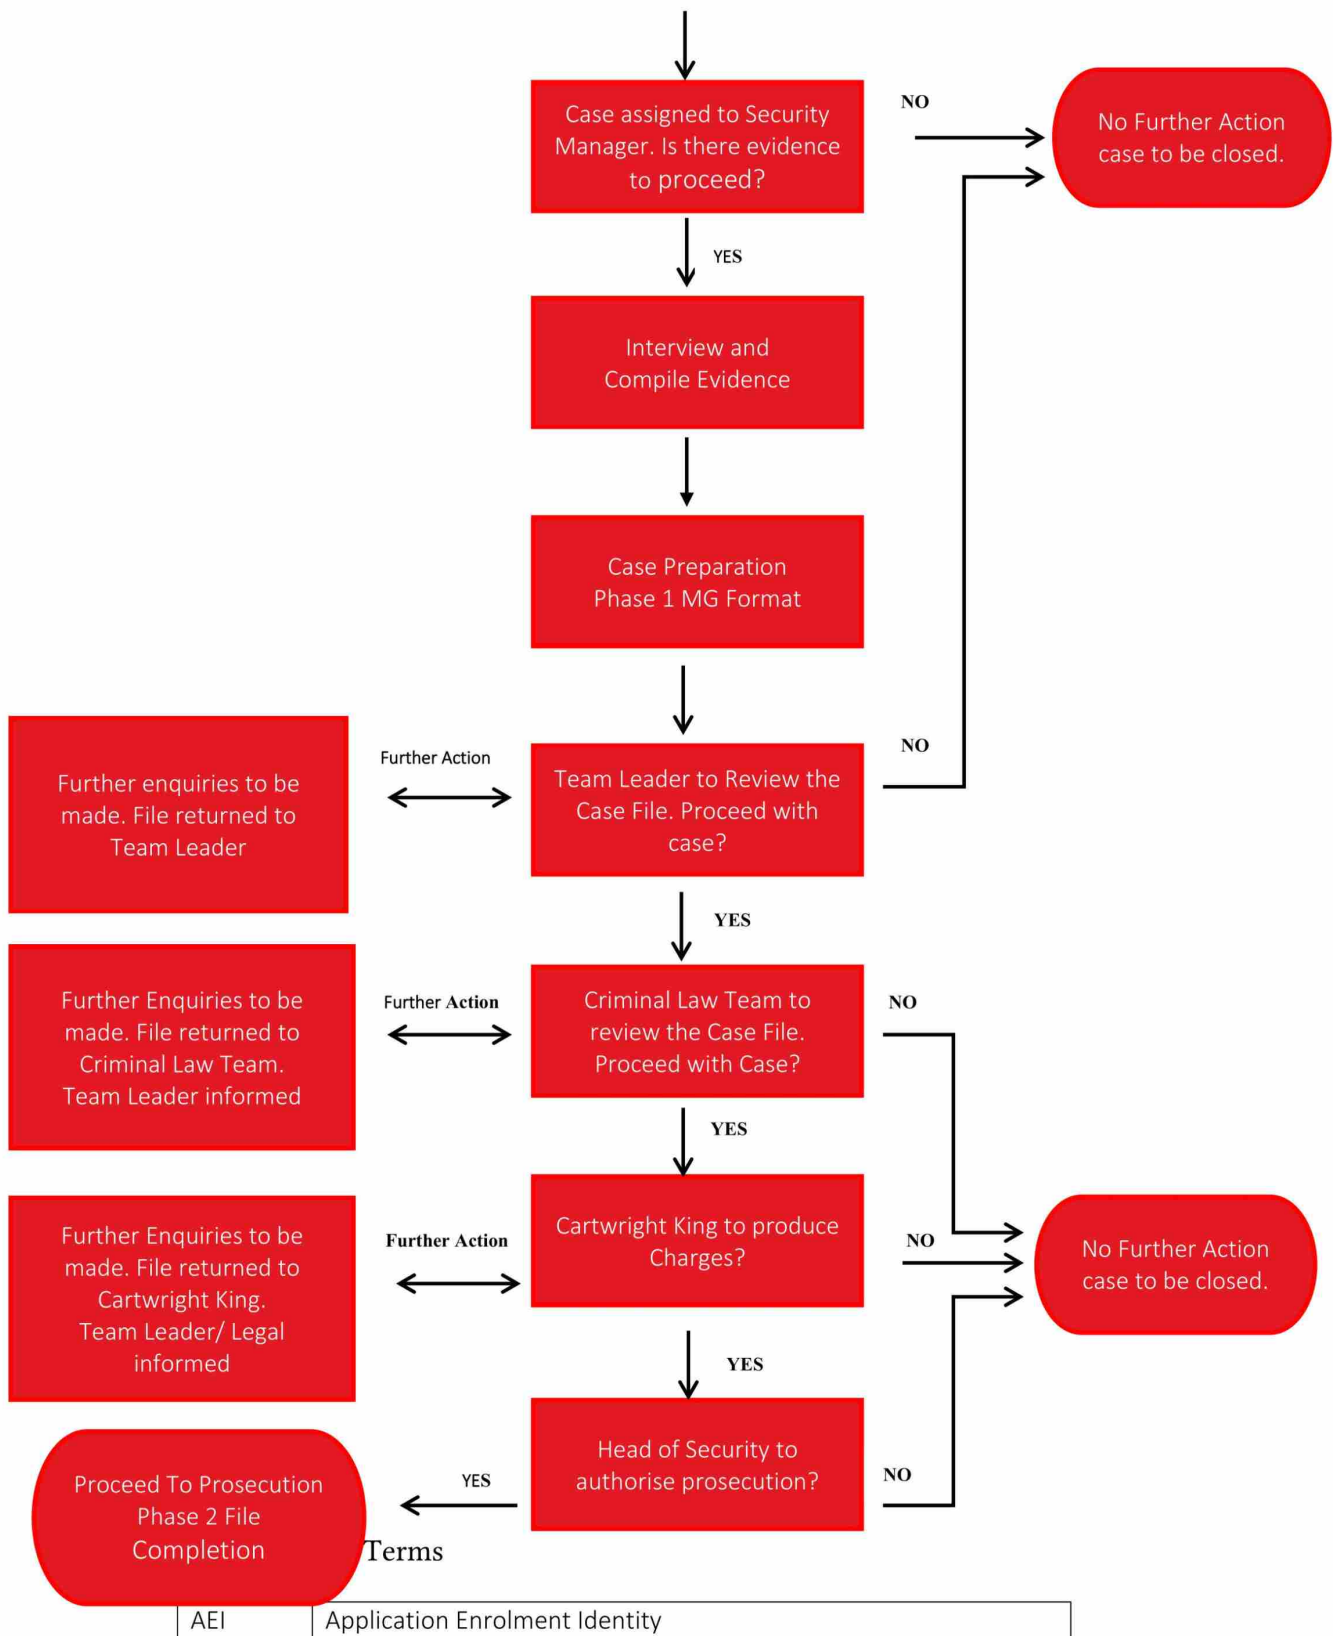 Case assigned to Security
Manager. Is there evidence
to proceed?
NO
No Further Action
case to be closed.
YES
Interview and
Compile Evidence
Case Preparation
Phase 1 MG Format
Further enquiries to be
made. File returned to
Team Leader
Further Action
Team Leader to Review the
Case File. Proceed with
case?
NO
YES
Further Enquiries to be
made. File returned to
Criminal Law Team.
Team Leader informed
Further Action
Criminal Law Team to
review the Case File.
Proceed with Case?
NO
YES
Further Enquiries to be
made. File returned to
Cartwright King.
Team Leader/ Legal
informed
Further Action
Cartwright King to produce
Charges?
NO
No Further Action
case to be closed.
YES
Head of Security to
authorise prosecution?
NO
YES
Proceed To Prosecution
Phase 2 File
Completion
Terms
AEI
Application Enrolment Identity